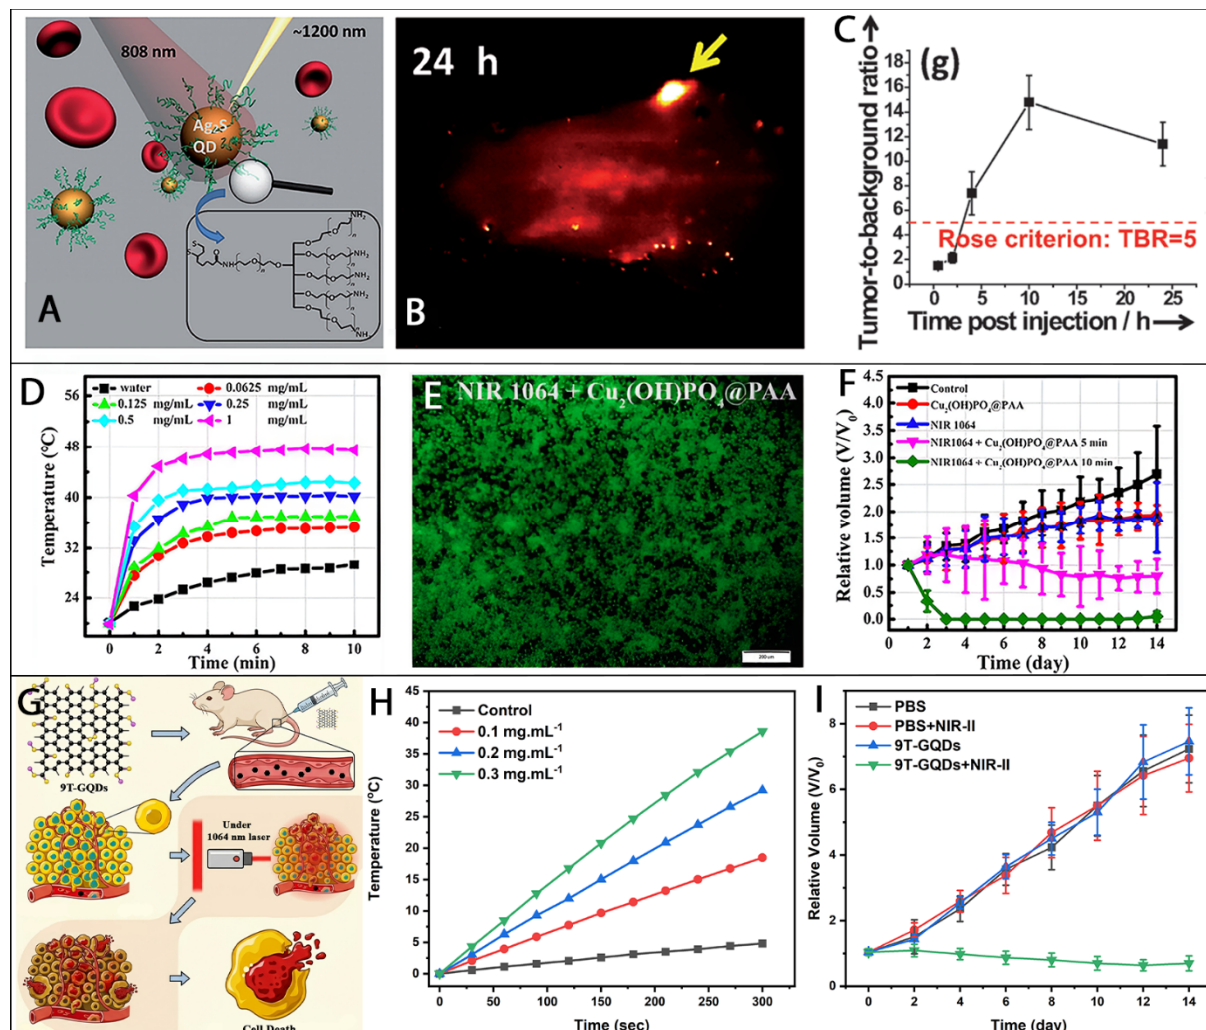 A
808 nm
~1200 nm
Ag₂S
QD
NH₂
NH₂
NH₂
NH₂
NH₂
S
S
O
NH
O
n
B
24 h
C
(g)
Tumor-to-background ratio
18
16
14
12
10
8
6
4
2
0
Rose criterion: TBR=5
0 5 10 15 20 25
Time post injection / h
D
water
0.0625 mg/mL
0.125 mg/mL
0.25 mg/mL
0.5 mg/mL
1 mg/mL
Temperature (℃)
56
48
40
32
24
0 2 4 6 8 10
Time (min)
E
NIR 1064 + Cu₂(OH)PO₄@PAA
200 um
F
Control
Cu₂(OH)PO₄@PAA
NIR 1064
NIR1064 + Cu₂(OH)PO₄@PAA 5 min
NIR1064 + Cu₂(OH)PO₄@PAA 10 min
Relative volume (V/V₀)
4.5
4.0
3.5
3.0
2.5
2.0
1.5
1.0
0.5
0.0
0 2 4 6 8 10 12 14
Time (day)
G
9T-GQDs
Under
1064 nm laser
Cell Death
H
Control
0.1 mg.mL⁻¹
0.2 mg.mL⁻¹
0.3 mg.mL⁻¹
Temperature (°C)
45
40
35
30
25
20
15
10
5
0
0 50 100 150 200 250 300
Time (sec)
I
PBS
PBS+NIR-II
9T-GQDs
9T-GQDs+NIR-II
Relative Volume (V/V₀)
8
6
4
2
0
0 2 4 6 8 10 12 14
Time (day)